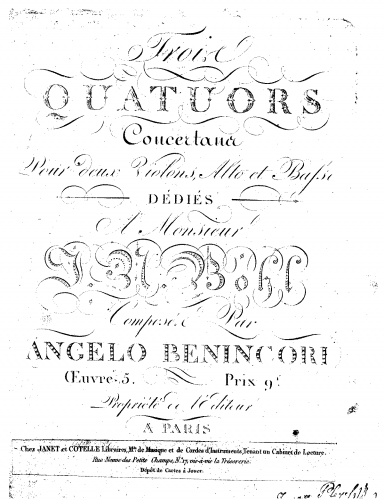 Trois
QUATUORS
Concertans
Pour deux Violons, Alto et Basse
DÉDIÉS
A Monsieur
Composés Par
ANGELO BENINCORI
Œuvre 5. Prix 9f
Propriété de l'Editeur
A PARIS
Chez JANET et COTELLE Libraires, Mds. de Musique et de Cordes d'Instruments, Tenant un Cabinet de Lecture.
Rue Neuve des Petits Champs, No. 17, vis-à-vis la Trésorerie.
Dépôt de Cartes à Jouer.